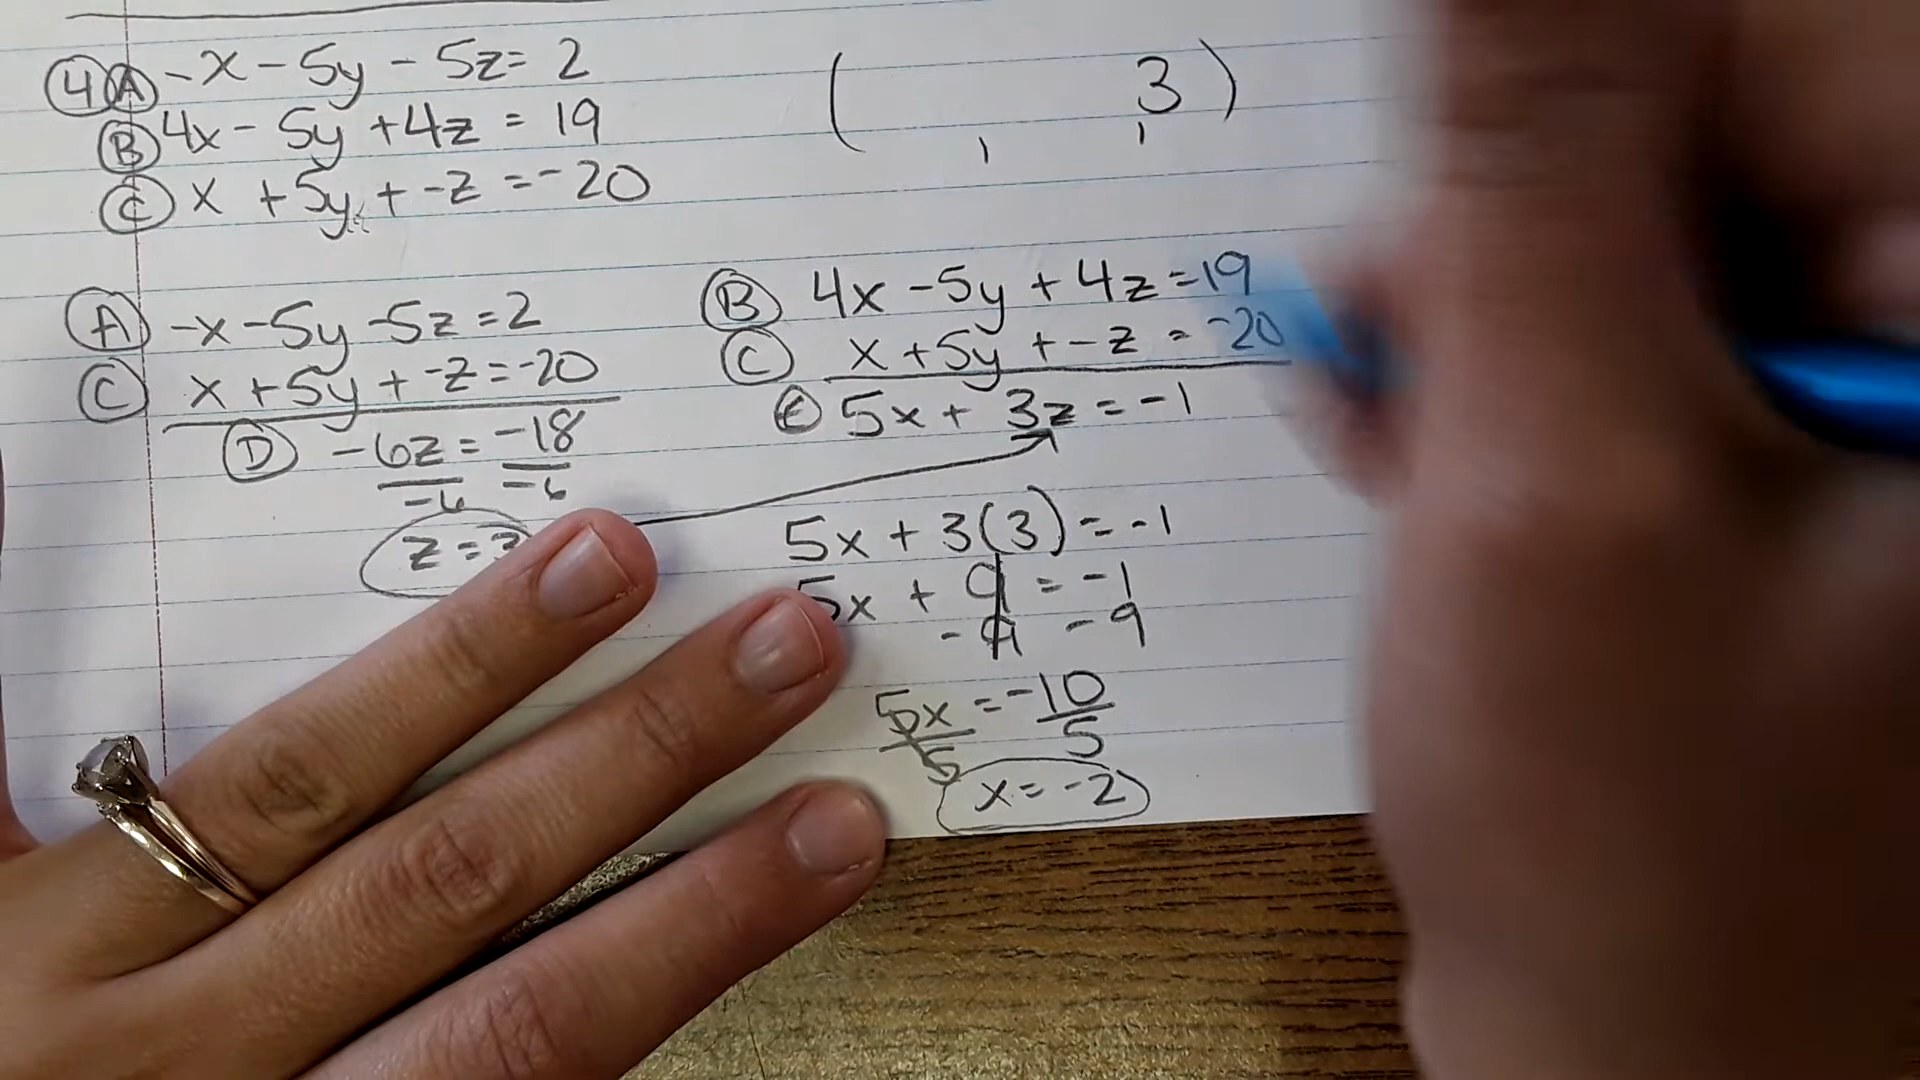 ④ Ⓐ -x - 5y - 5z = 2
Ⓑ 4x - 5y + 4z = 19
Ⓒ x + 5y + -z = -20
( , , 3 )
Ⓐ -x - 5y - 5z = 2
Ⓒ x + 5y + -z = -20
Ⓓ -6z = -18
-6 -6
z = 3
Ⓑ 4x - 5y + 4z = 19
Ⓒ x + 5y + -z = -20
Ⓔ 5x + 3z = -1
5x + 3(3) = -1
5x + 9 = -1
-9 -9
5x = -10
5 5
x = -2